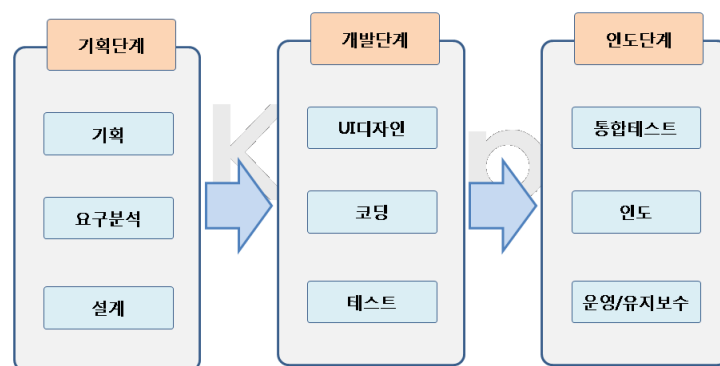 기획단계
기획
요구분석
설계
개발단계
UI디자인
코딩
테스트
인도단계
통합테스트
인도
운영/유지보수